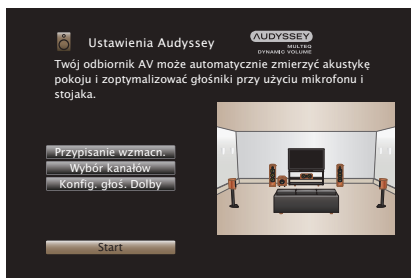 Ustawienia Audyssey
AUDYSSEY
MULTEQ
DYNAMIC VOLUME
Twój odbiornik AV może automatycznie zmierzyć akustykę
pokoju i zoptymalizować głośniki przy użyciu mikrofonu i
stojaka.
Przypisanie wzmacn.
Wybór kanałów
Konfig. głoś. Dolby
Start